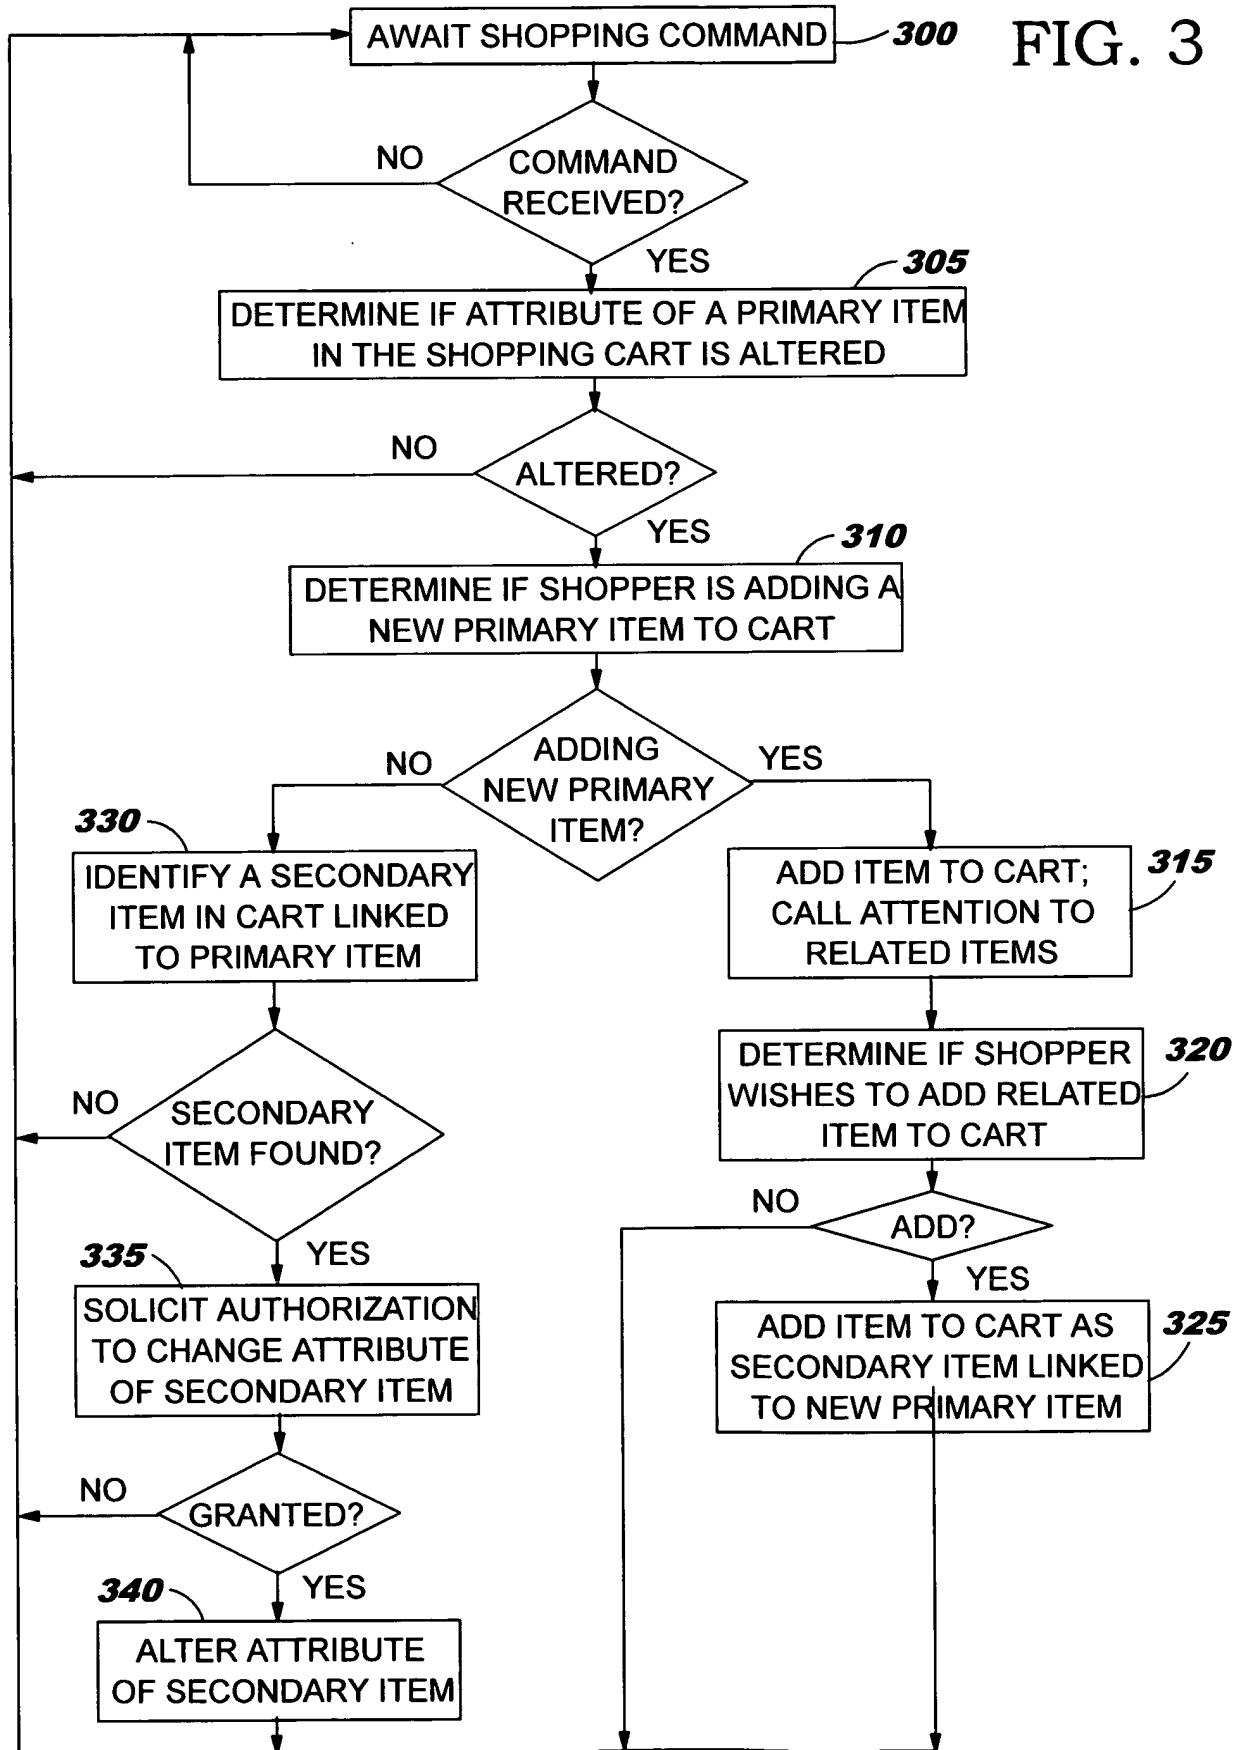 AWAIT SHOPPING COMMAND
300
FIG. 3
NO
COMMAND
RECEIVED?
YES
305
DETERMINE IF ATTRIBUTE OF A PRIMARY ITEM
IN THE SHOPPING CART IS ALTERED
NO
ALTERED?
YES
310
DETERMINE IF SHOPPER IS ADDING A
NEW PRIMARY ITEM TO CART
NO
ADDING
NEW PRIMARY
ITEM?
YES
330
IDENTIFY A SECONDARY
ITEM IN CART LINKED
TO PRIMARY ITEM
ADD ITEM TO CART;
CALL ATTENTION TO
RELATED ITEMS
315
DETERMINE IF SHOPPER
WISHES TO ADD RELATED
ITEM TO CART
320
NO
SECONDARY
ITEM FOUND?
YES
NO
ADD?
YES
335
SOLICIT AUTHORIZATION
TO CHANGE ATTRIBUTE
OF SECONDARY ITEM
ADD ITEM TO CART AS
SECONDARY ITEM LINKED
TO NEW PRIMARY ITEM
325
NO
GRANTED?
YES
340
ALTER ATTRIBUTE
OF SECONDARY ITEM